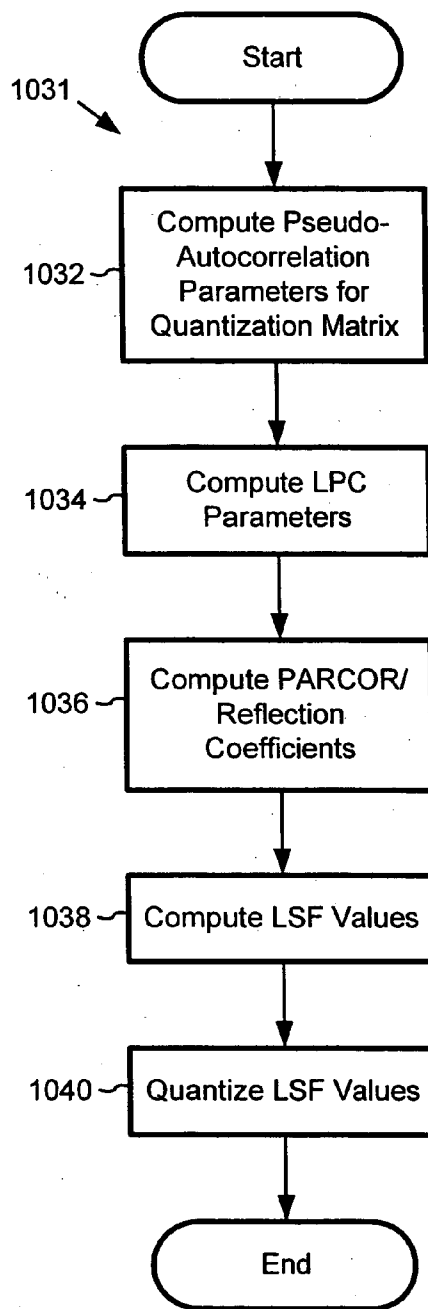 Start
1031
Compute Pseudo-
Autocorrelation
Parameters for
Quantization Matrix
1032
Compute LPC
Parameters
1034
Compute PARCOR/
Reflection
Coefficients
1036
Compute LSF Values
1038
Quantize LSF Values
1040
End